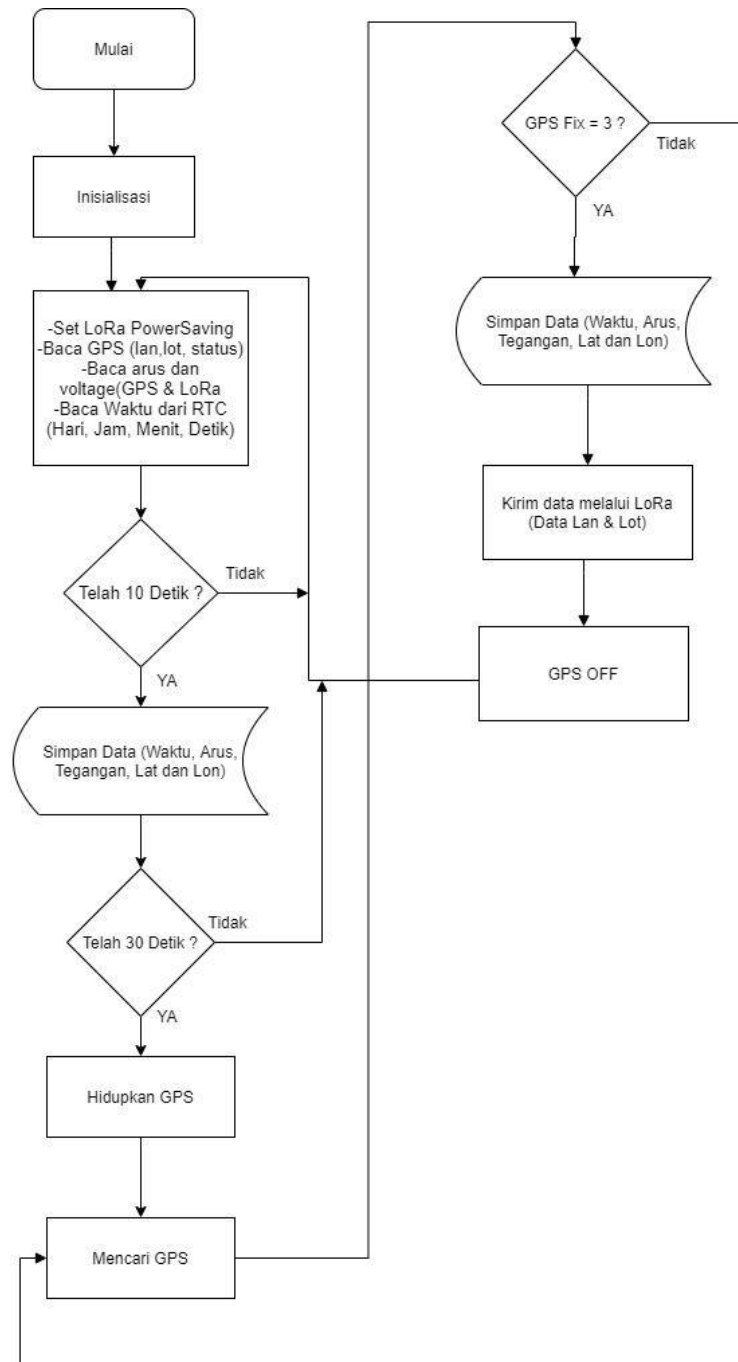 Mulai
Inisialisasi
-Set LoRa PowerSaving
-Baca GPS (lan,lot, status)
-Baca arus dan
voltage(GPS & LoRa
-Baca Waktu dari RTC
(Hari, Jam, Menit, Detik)
Telah 10 Detik ?
Tidak
YA
Simpan Data (Waktu, Arus,
Tegangan, Lat dan Lon)
Telah 30 Detik ?
Tidak
YA
Hidupkan GPS
Mencari GPS
GPS Fix = 3 ?
Tidak
YA
Simpan Data (Waktu, Arus,
Tegangan, Lat dan Lon)
Kirim data melalui LoRa
(Data Lan & Lot)
GPS OFF